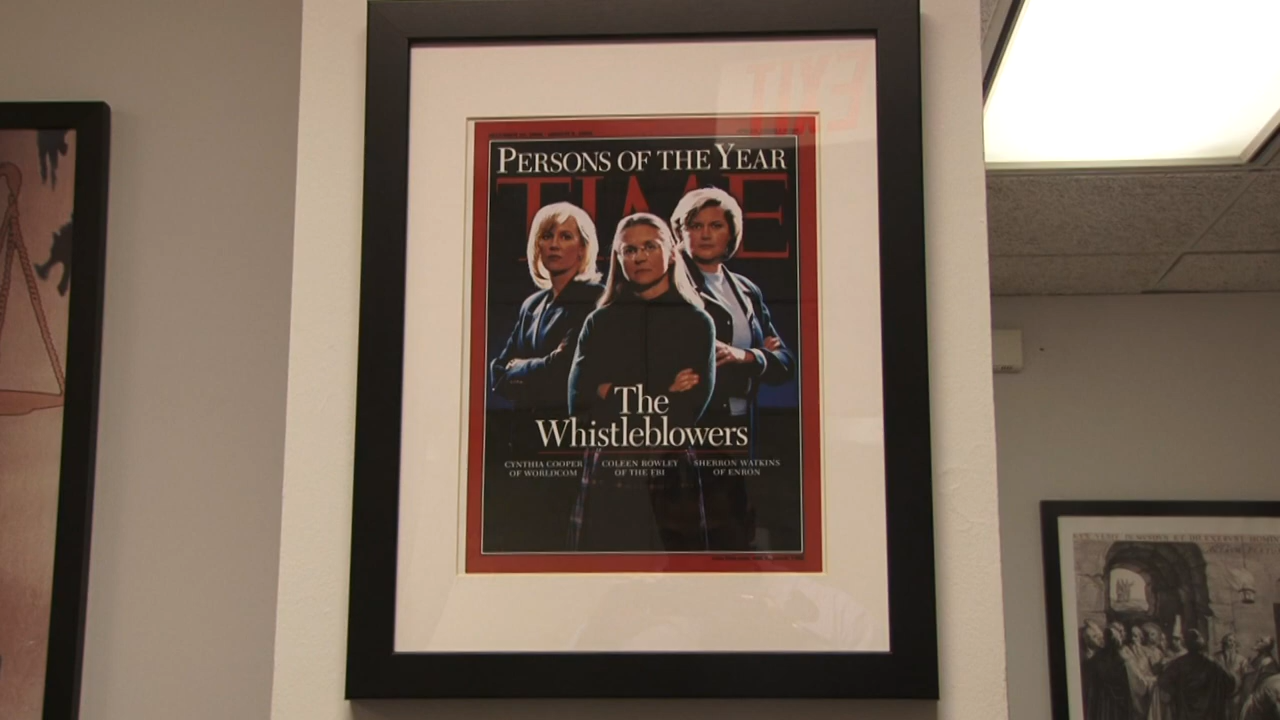 PERSONS OF THE YEAR
TIME
The
Whistleblowers
CYNTHIA COOPER
OF WORLDCOM
COLEEN ROWLEY
OF THE FBI
SHERRON WATKINS
OF ENRON
EXIT